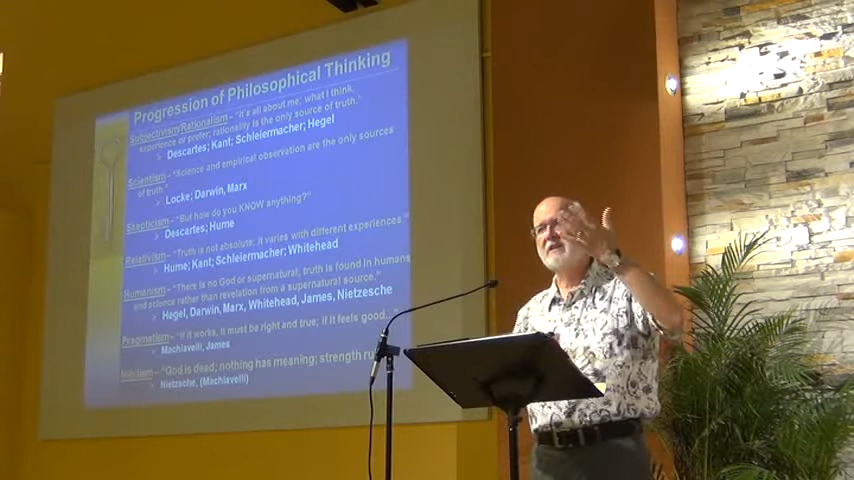 Progression of Philosophical Thinking
Subjectivism/Rationalism – "it's all about me; what I think,
experience or prefer; rationality is the only source of truth."
Descartes; Kant; Schleiermacher; Hegel
Scientism – "Science and empirical observation are the only sources
of truth."
Locke; Darwin, Marx
Skepticism – "But how do you KNOW anything?"
Descartes; Hume
Relativism – "Truth is not absolute: it varies with different experiences."
Hume; Kant; Schleiermacher; Whitehead
Humanism – "There is no God or supernatural; truth is found in humans
and science rather than revelation from a supernatural source."
Hegel, Darwin, Marx, Whitehead, James, Nietzsche
Pragmatism – "If it works, it must be right and true; if it feels good..."
Machiavelli, James
Nihilism – "God is dead; nothing has meaning; strength
Nietzsche, (Machiavelli)